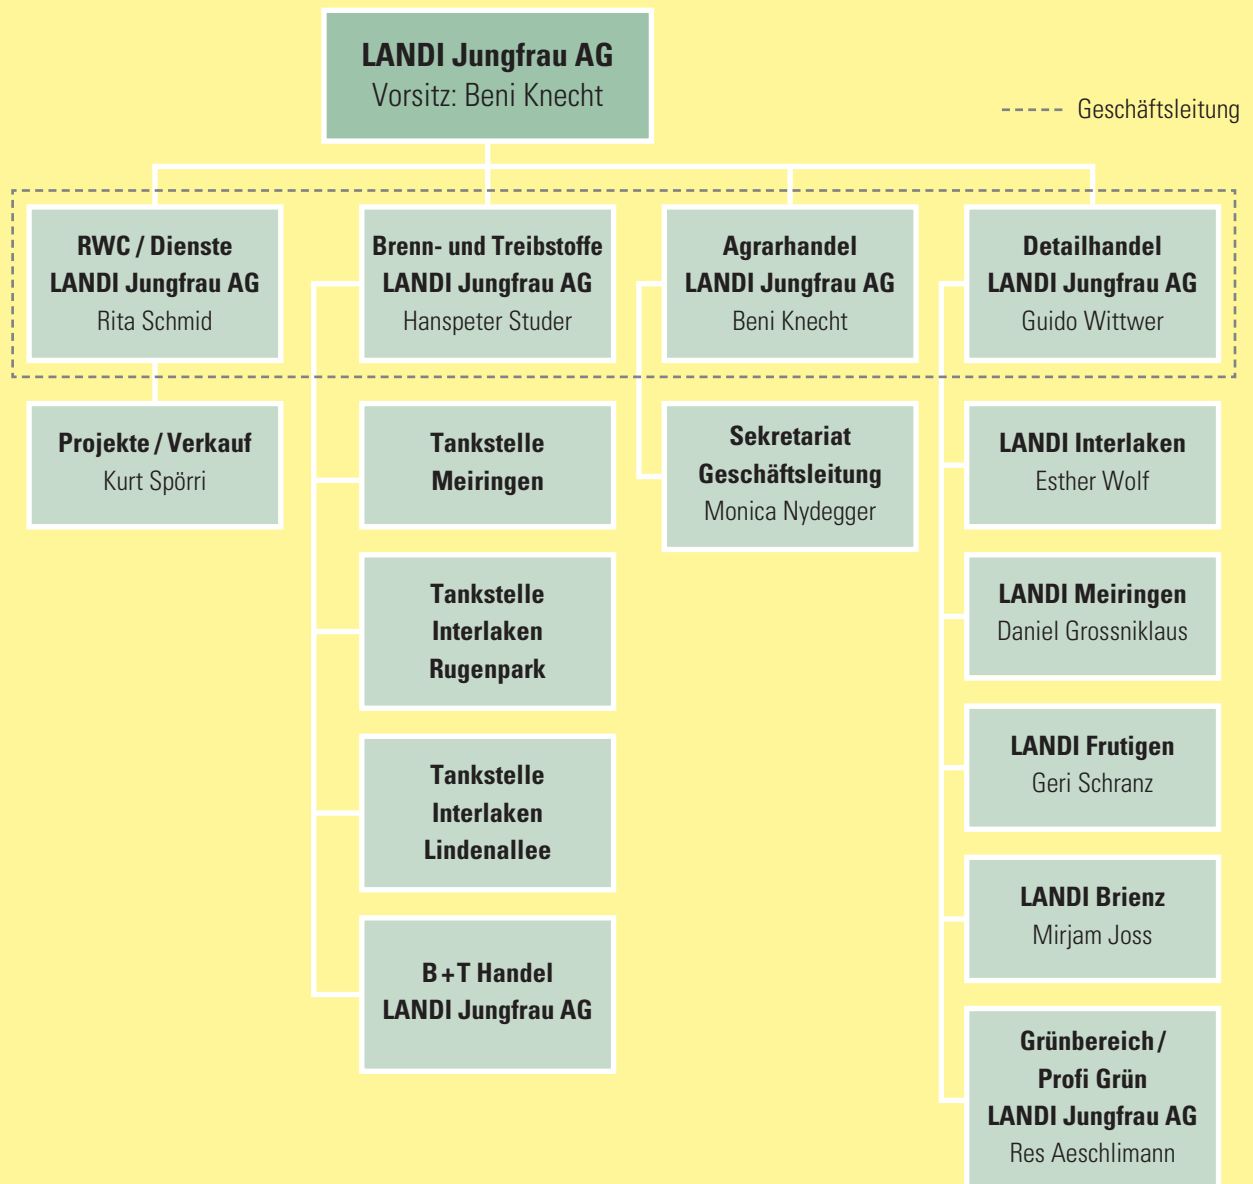 LANDI Jungfrau AG
Vorsitz: Beni Knecht
Geschäftsleitung
RWC / Dienste
LANDI Jungfrau AG
Rita Schmid
Brenn- und Treibstoffe
LANDI Jungfrau AG
Hanspeter Studer
Agrarhandel
LANDI Jungfrau AG
Beni Knecht
Detailhandel
LANDI Jungfrau AG
Guido Wittwer
Projekte / Verkauf
Kurt Spörri
Tankstelle
Meiringen
Tankstelle
Interlaken
Rugenpark
Tankstelle
Interlaken
Lindenallee
B+T Handel
LANDI Jungfrau AG
Sekretariat
Geschäftsleitung
Monica Nydegger
LANDI Interlaken
Esther Wolf
LANDI Meiringen
Daniel Grossniklaus
LANDI Frutigen
Geri Schranz
LANDI Brienz
Mirjam Joss
Grünbereich /
Profi Grün
LANDI Jungfrau AG
Res Aeschlimann